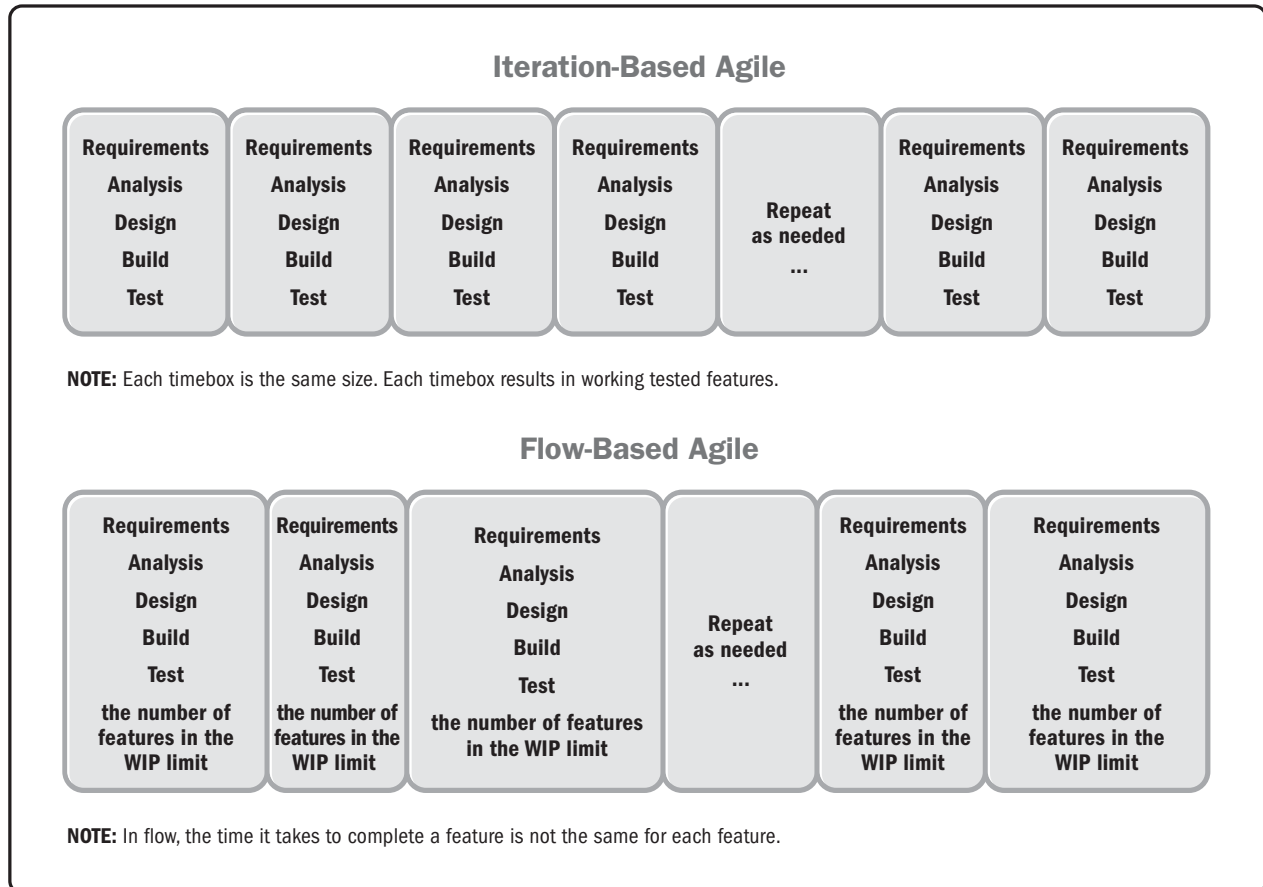 Iteration-Based Agile
Requirements
Analysis
Design
Build
Test
Requirements
Analysis
Design
Build
Test
Requirements
Analysis
Design
Build
Test
Requirements
Analysis
Design
Build
Test
Repeat
as needed
...
Requirements
Analysis
Design
Build
Test
Requirements
Analysis
Design
Build
Test
NOTE: Each timebox is the same size. Each timebox results in working tested features.
Flow-Based Agile
Requirements
Analysis
Design
Build
Test
the number of
features in the
WIP limit
Requirements
Analysis
Design
Build
Test
the number of
features in the
WIP limit
Requirements
Analysis
Design
Build
Test
the number of features
in the WIP limit
Repeat
as needed
...
Requirements
Analysis
Design
Build
Test
the number of
features in the
WIP limit
Requirements
Analysis
Design
Build
Test
the number of
features in the
WIP limit
NOTE: In flow, the time it takes to complete a feature is not the same for each feature.